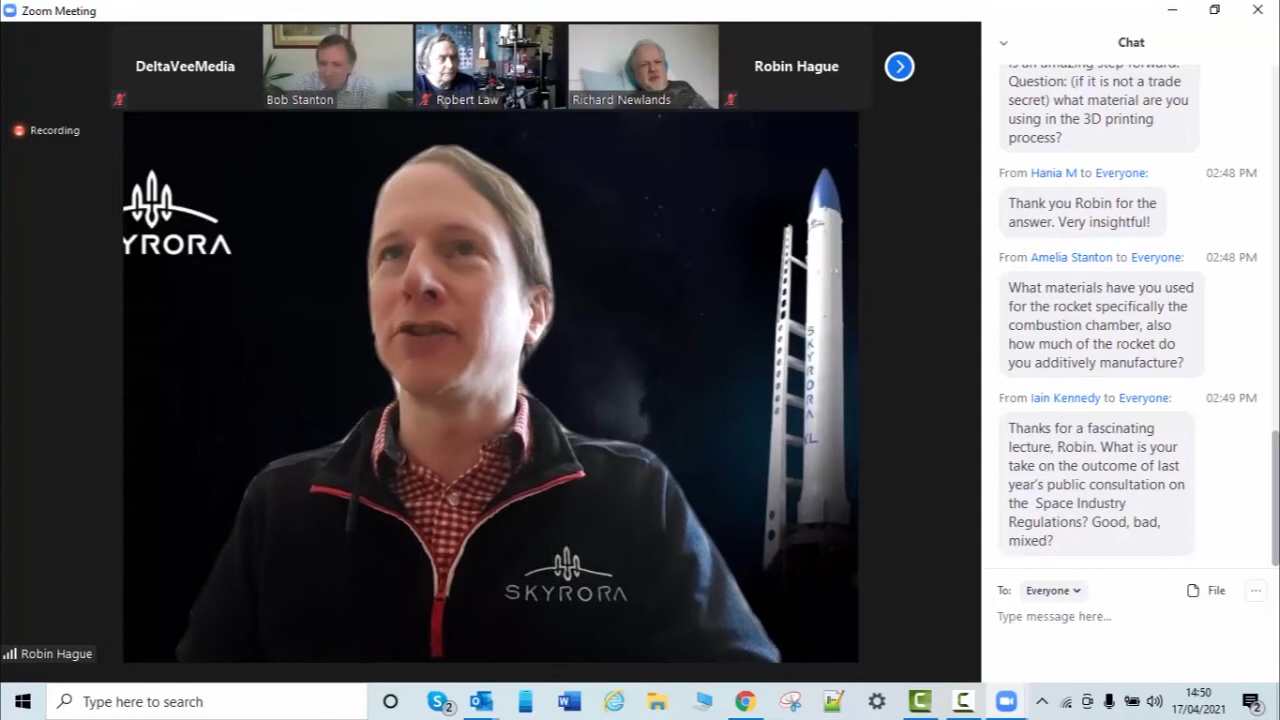 Zoom Meeting
DeltaVeeMedia
Bob Stanton
Robert Law
Richard Newlands
Robin Hague
Recording
YRORA
SKYRORA XL
SKYRORA
Robin Hague
Chat
is an amazing step forward.
Question: (if it is not a trade
secret) what material are you
using in the 3D printing
process?
From Hania M to Everyone: 02:48 PM
Thank you Robin for the
answer. Very insightful!
From Amelia Stanton to Everyone: 02:48 PM
What materials have you used
for the rocket specifically the
combustion chamber, also
how much of the rocket do
you additively manufacture?
From Iain Kennedy to Everyone: 02:49 PM
Thanks for a fascinating
lecture, Robin. What is your
take on the outcome of last
year's public consultation on
the Space Industry
Regulations? Good, bad,
mixed?
To: Everyone File ...
Type message here...
Type here to search
2
14:50
17/04/2021
2